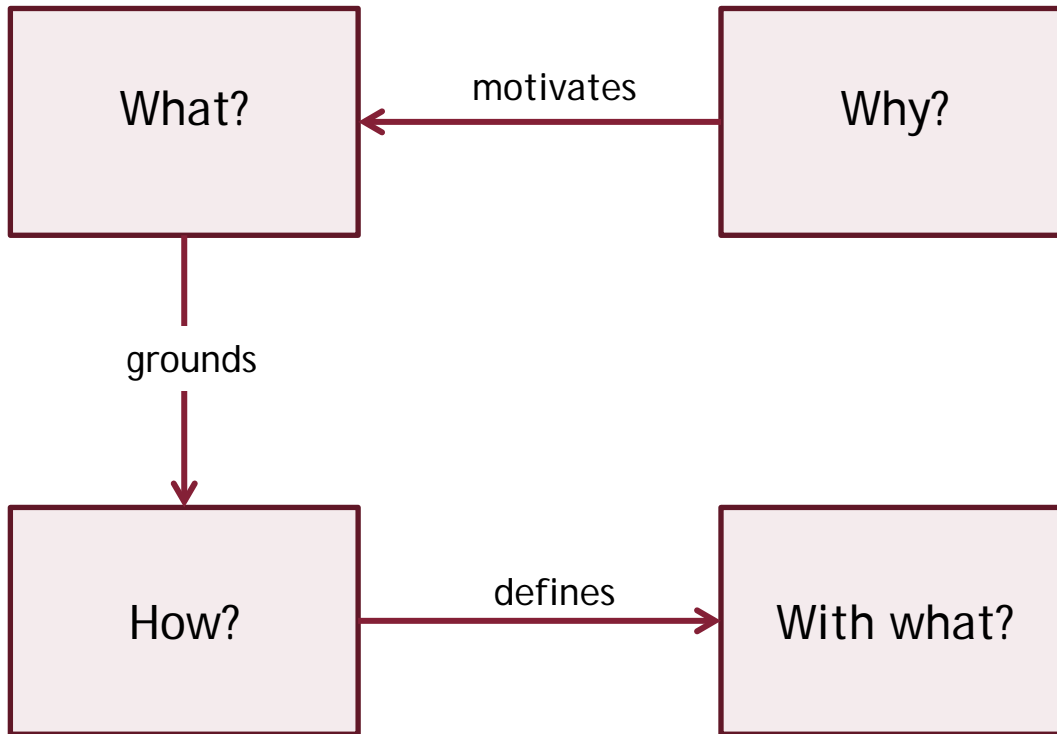 What?
motivates
Why?
grounds
How?
defines
With what?